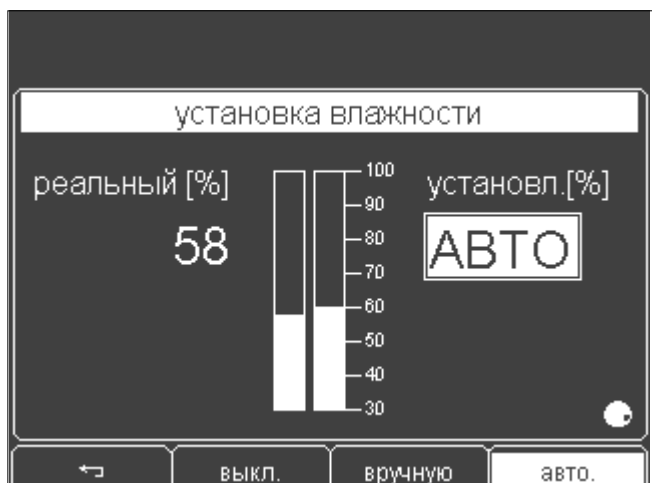 установка влажности
реальный [%]
58
100
90
80
70
60
50
40
30
установл.[%]
АВТО
выкл.
вручную
авто.